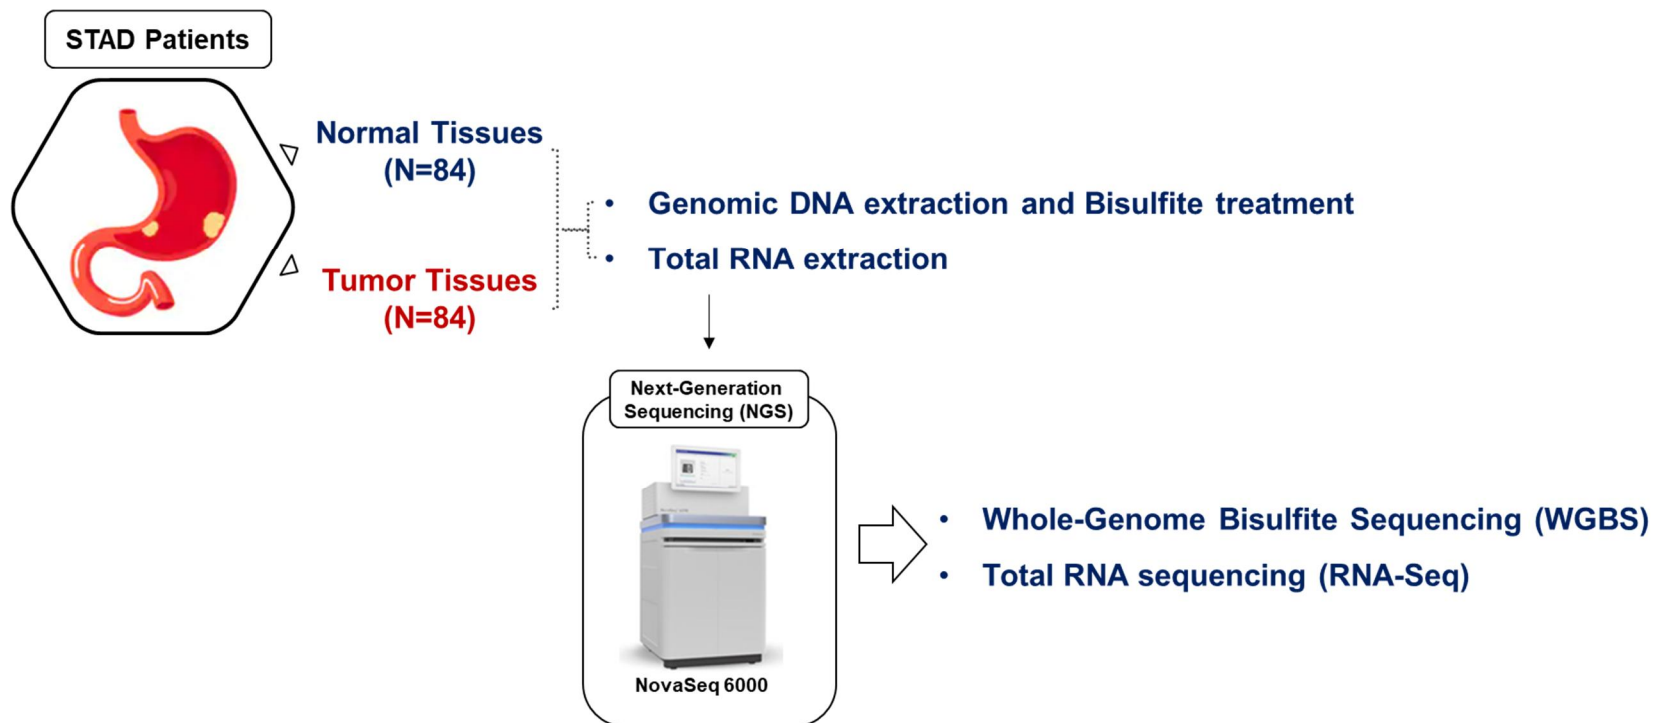 STAD Patients
Normal Tissues
(N=84)
Tumor Tissues
(N=84)
• Genomic DNA extraction and Bisulfite treatment
• Total RNA extraction
Next-Generation
Sequencing (NGS)
NovaSeq 6000
• Whole-Genome Bisulfite Sequencing (WGBS)
• Total RNA sequencing (RNA-Seq)